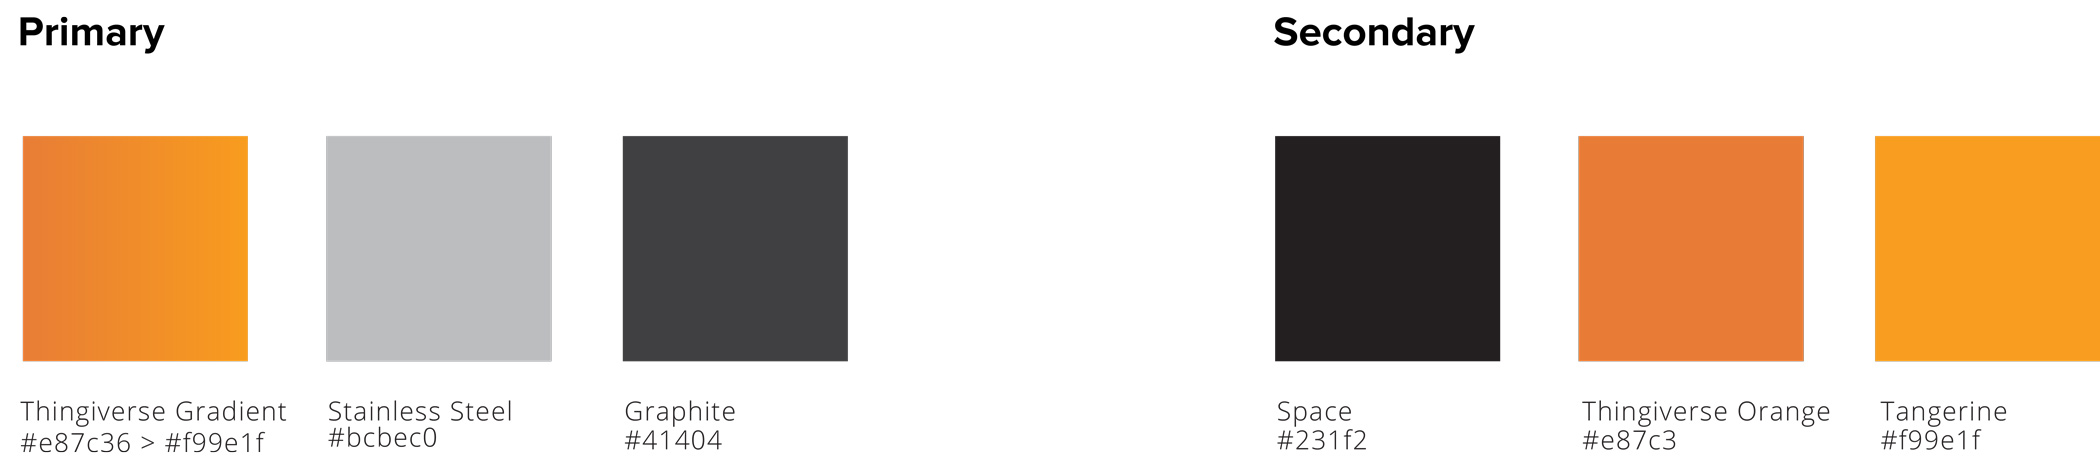 Primary
Secondary
Thingiverse Gradient
#e87c36 > #f99e1f
Stainless Steel
#bcbec0
Graphite
#41404
Space
#231f2
Thingiverse Orange
#e87c3
Tangerine
#f99e1f